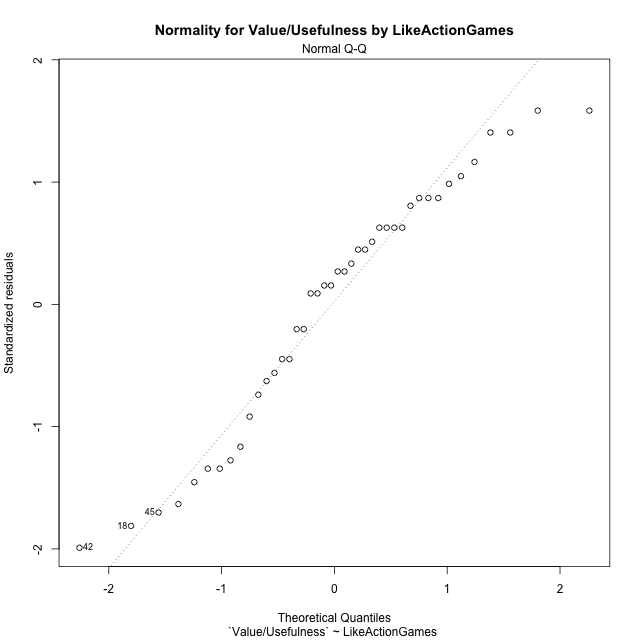 Normality for Value/Usefulness by LikeActionGames
Normal Q-Q
2
1
0
-1
-2
Standardized residuals
42
18
45
-2
-1
0
1
2
Theoretical Quantiles
`Value/Usefulness` ~ LikeActionGames